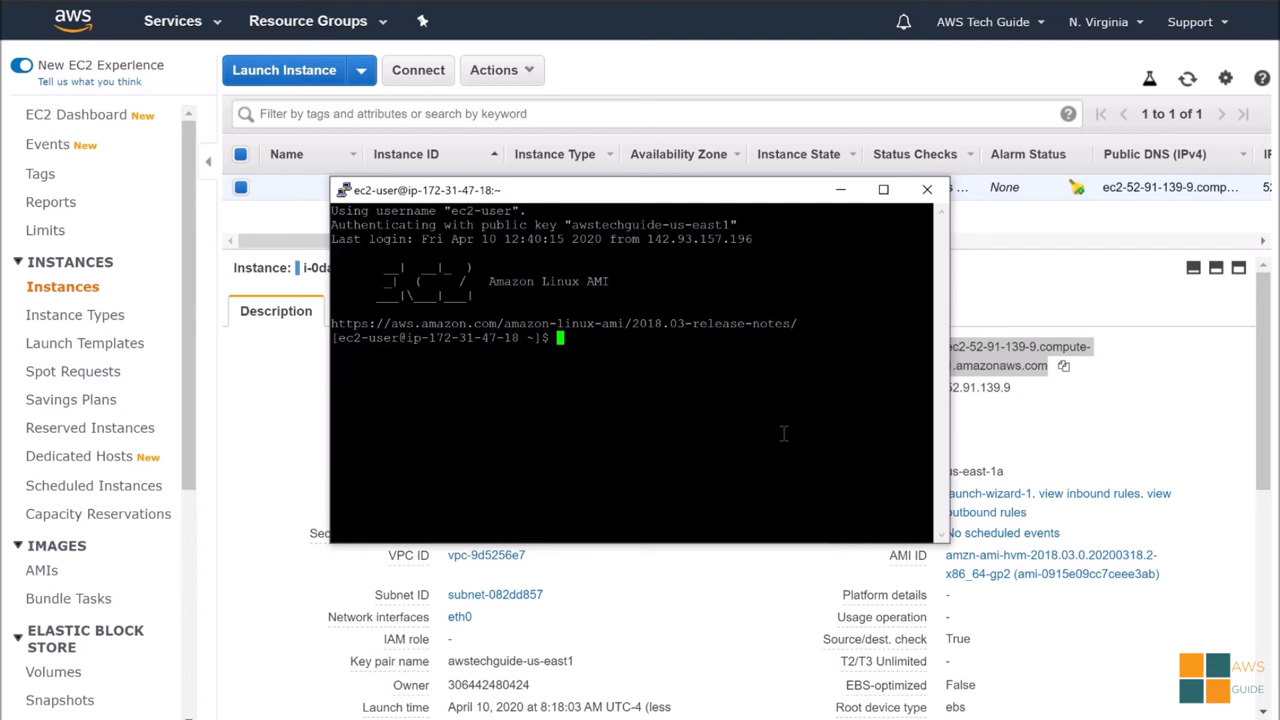 aws Services Resource Groups AWS Tech Guide N. Virginia Support
New EC2 Experience
Tell us what you think
Launch Instance Connect Actions
EC2 Dashboard New
Events New
Tags
Reports
Limits
INSTANCES
Instances
Instance Types
Launch Templates
Spot Requests
Savings Plans
Reserved Instances
Dedicated Hosts New
Scheduled Instances
Capacity Reservations
IMAGES
AMIs
Bundle Tasks
ELASTIC BLOCK
STORE
Volumes
Snapshots
Filter by tags and attributes or search by keyword 1 to 1 of 1
Name Instance ID Instance Type Availability Zone Instance State Status Checks Alarm Status Public DNS (IPv4)
s ... None ec2-52-91-139-9.comp... 52
ec2-user@ip-172-31-47-18:~
Using username "ec2-user".
Authenticating with public key "awstechguide-us-east1"
Last login: Fri Apr 10 12:40:15 2020 from 142.93.157.196
__| __|_ )
_| ( / Amazon Linux AMI
___|\___|___|
https://aws.amazon.com/amazon-linux-ami/2018.03-release-notes/
[ec2-user@ip-172-31-47-18 ~]$
Instance: i-0da
Description
ec2-52-91-139-9.compute-
.amazonaws.com
52.91.139.9
us-east-1a
launch-wizard-1. view inbound rules. view
outbound rules
Sec No scheduled events
VPC ID vpc-9d5256e7 AMI ID amzn-ami-hvm-2018.03.0.20200318.2-
x86_64-gp2 (ami-0915e09cc7ceee3ab)
Subnet ID subnet-082dd857 Platform details -
Network interfaces eth0 Usage operation -
IAM role - Source/dest. check True
Key pair name awstechguide-us-east1 T2/T3 Unlimited -
Owner 306442480424 EBS-optimized False
Launch time April 10, 2020 at 8:18:03 AM UTC-4 (less Root device type ebs
AWS
GUIDE